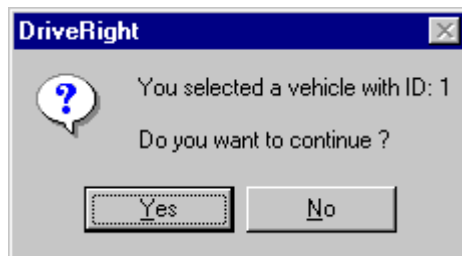 DriveRight
You selected a vehicle with ID: 1
Do you want to continue ?
Yes No